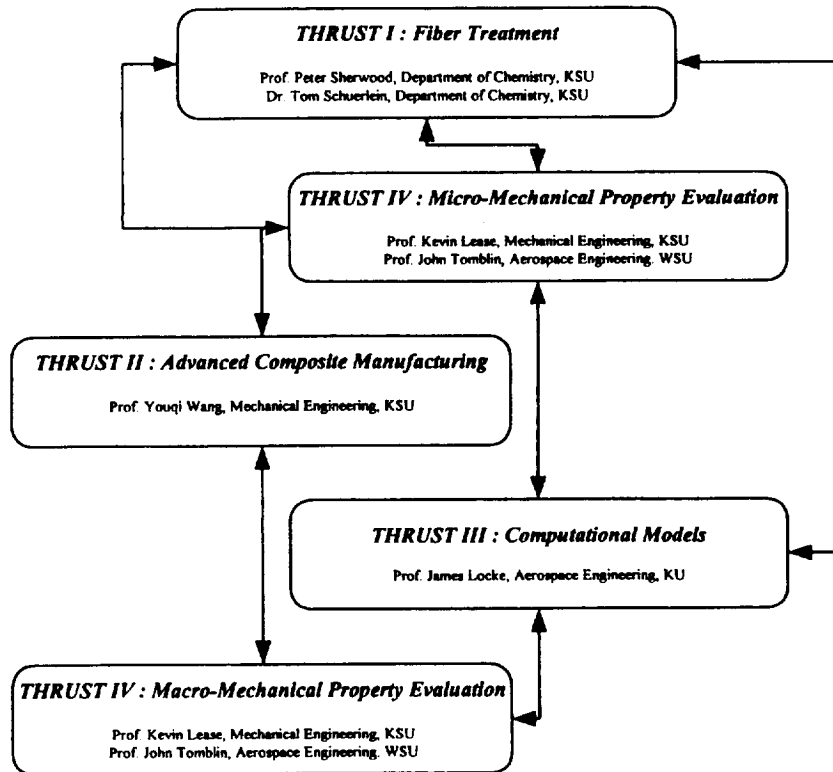 THRUST I : Fiber Treatment
Prof. Peter Sherwood, Department of Chemistry, KSU
Dr. Tom Schuerlein, Department of Chemistry, KSU
THRUST IV : Micro-Mechanical Property Evaluation
Prof. Kevin Lease, Mechanical Engineering, KSU
Prof. John Tomblin, Aerospace Engineering. WSU
THRUST II : Advanced Composite Manufacturing
Prof. Youqi Wang, Mechanical Engineering, KSU
THRUST III : Computational Models
Prof. James Locke, Aerospace Engineering, KU
THRUST IV : Macro-Mechanical Property Evaluation
Prof. Kevin Lease, Mechanical Engineering, KSU
Prof. John Tomblin, Aerospace Engineering. WSU